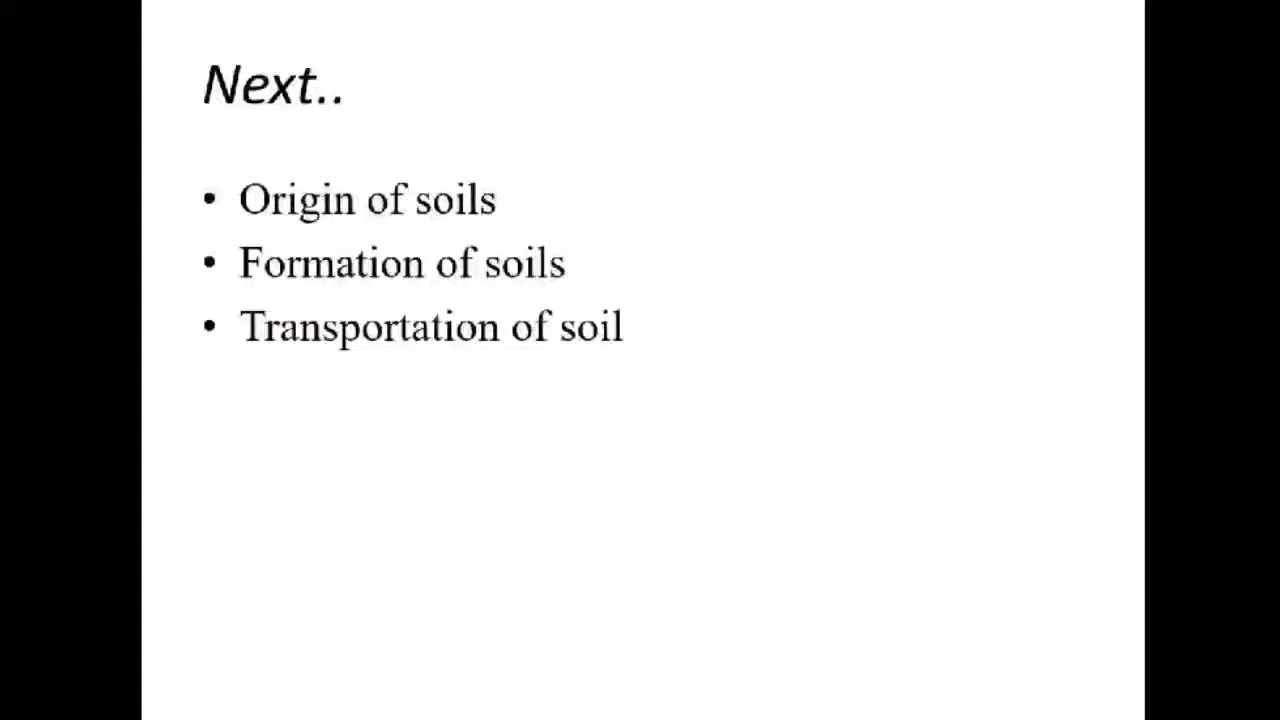 Next..
• Origin of soils
• Formation of soils
• Transportation of soil